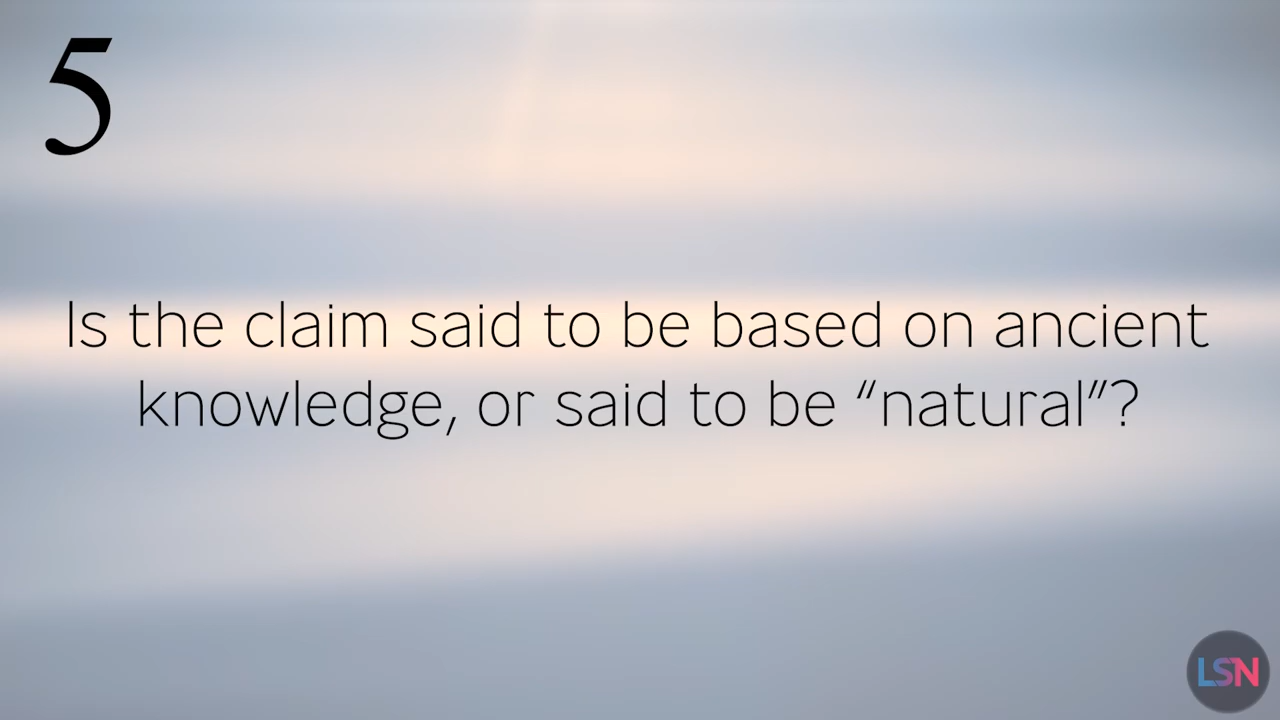 5
Is the claim said to be based on ancient
knowledge, or said to be “natural”?
LSN